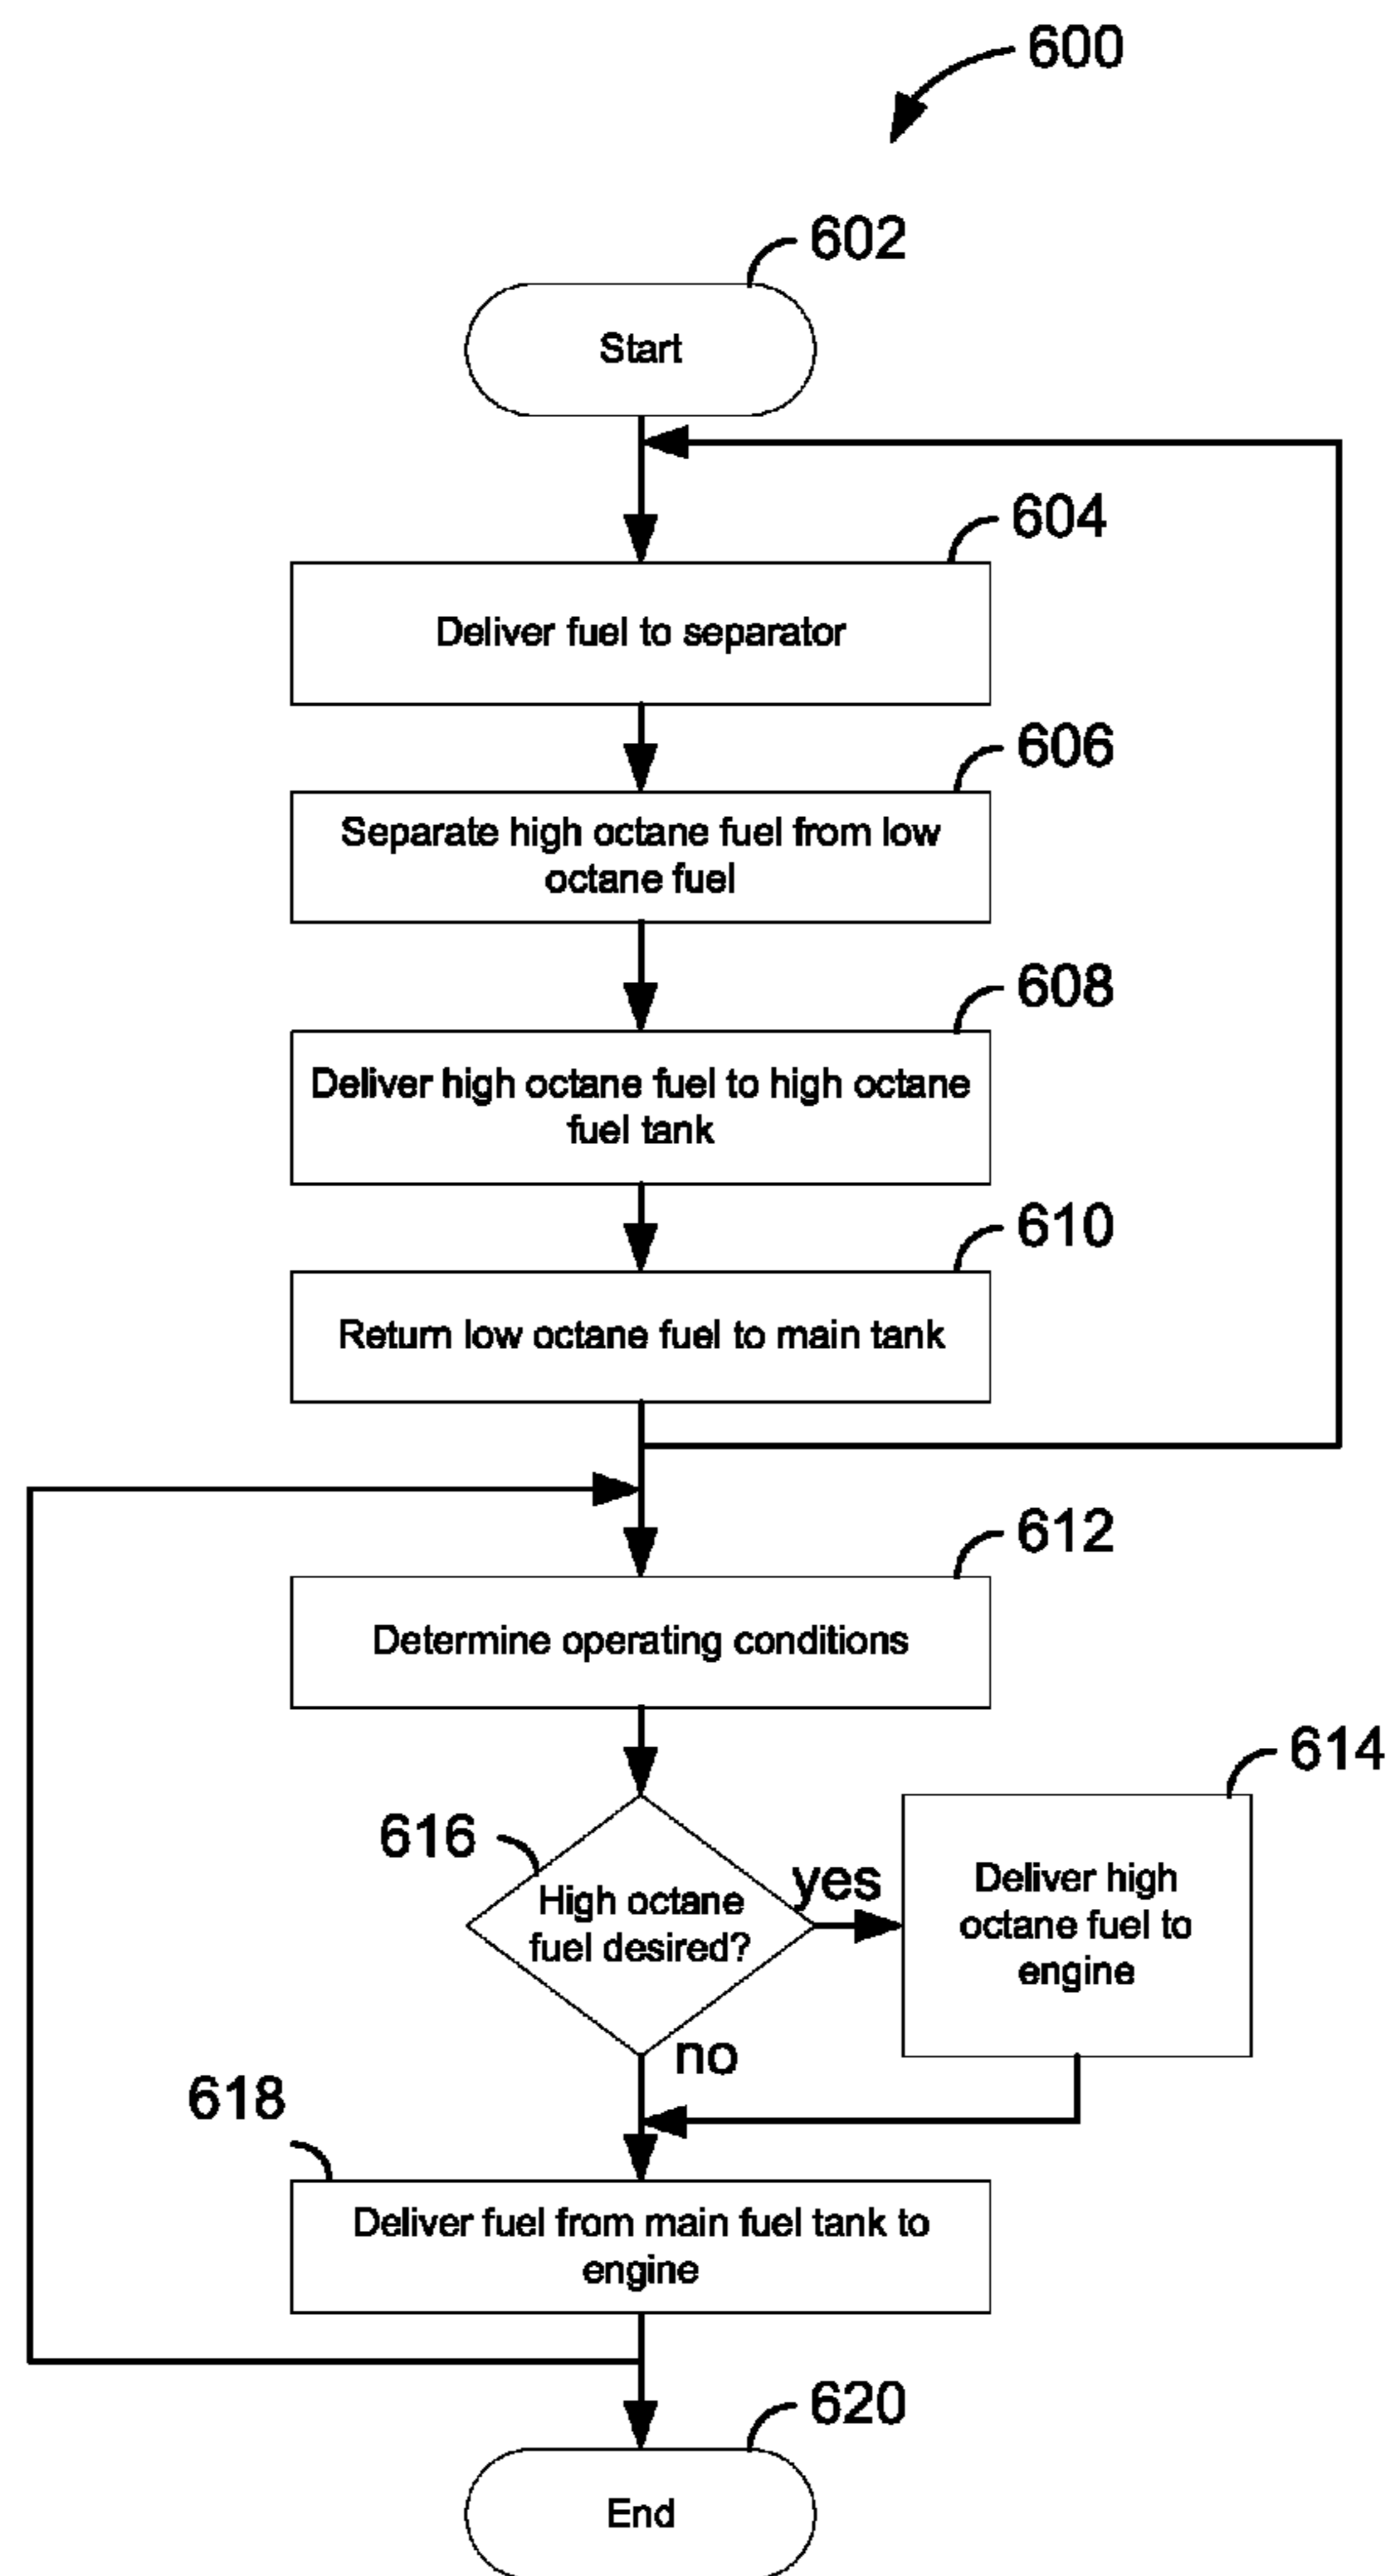 600
602
Start
604
Deliver fuel to separator
606
Separate high octane fuel from low
octane fuel
608
Deliver high octane fuel to high octane
fuel tank
610
Return low octane fuel to main tank
612
Determine operating conditions
614
616
yes
High octane
fuel desired?
Deliver high
octane fuel to
engine
no
618
Deliver fuel from main fuel tank to
engine
620
End